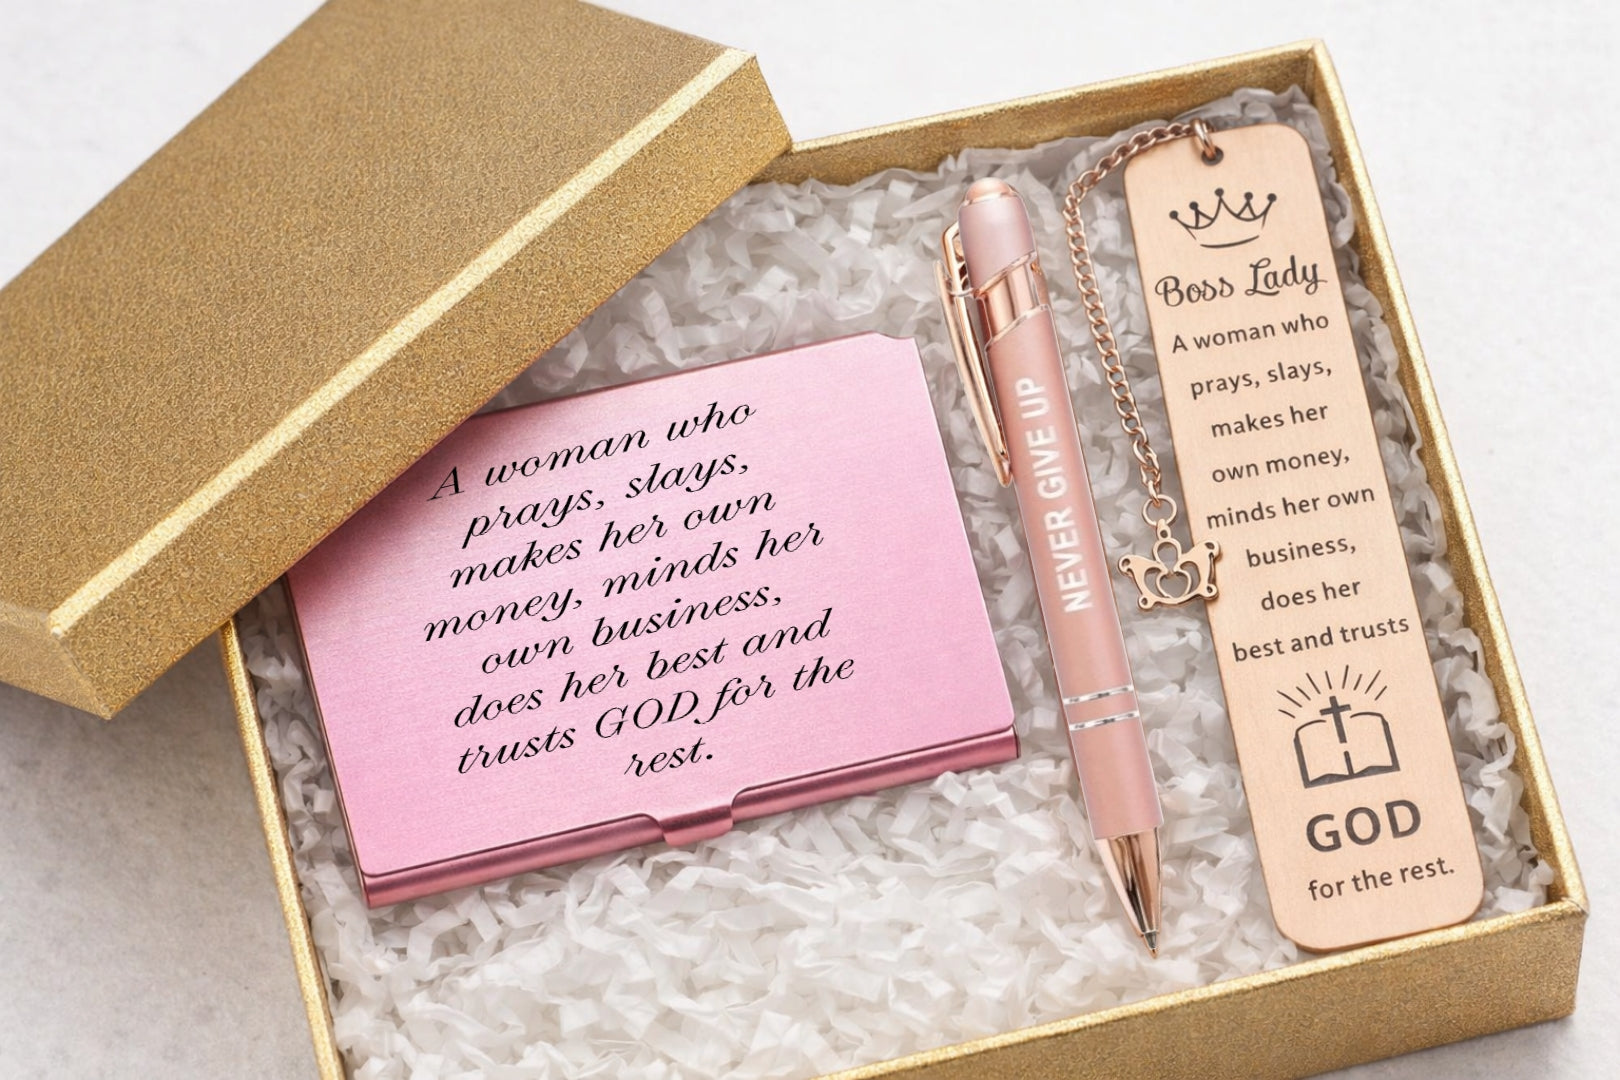 A woman who
prays, slays,
makes her own
money, minds her
own business,
does her best and
trusts GOD for the
rest.
NEVER GIVE UP
Boss Lady
A woman who
prays, slays,
makes her
own money,
minds her own
business,
does her
best and trusts
GOD
for the rest.